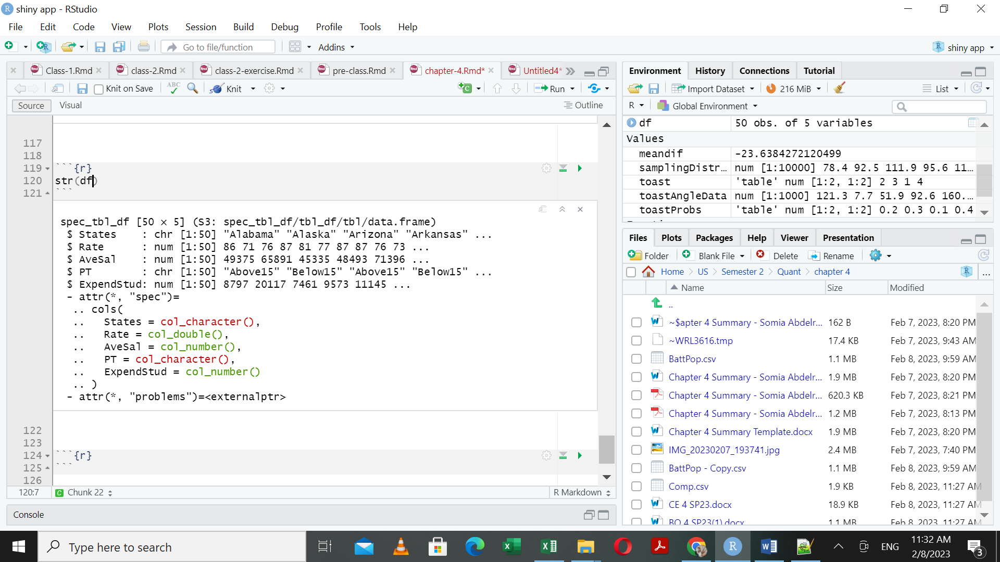 shiny app - RStudio
File Edit Code View Plots Session Build Debug Profile Tools Help
Go to file/function Addins shiny app
Class-1.Rmd class-2.Rmd class-2-exercise.Rmd pre-class.Rmd chapter-4.Rmd* Untitled4*
Knit on Save ABC Knit Run
Source Visual Outline
117
118
119 ```{r}
120 str(df)
121 ```
spec_tbl_df [50 × 5] (S3: spec_tbl_df/tbl_df/tbl/data.frame)
$ States : chr [1:50] "Alabama" "Alaska" "Arizona" "Arkansas" ...
$ Rate : num [1:50] 86 71 76 87 81 77 87 87 76 73 ...
$ AveSal : num [1:50] 49375 65891 45335 48493 71396 ...
$ PT : chr [1:50] "Above15" "Below15" "Above15" "Below15" ...
$ ExpendStud: num [1:50] 8797 20117 7461 9573 11145 ...
- attr(*, "spec")=
.. cols(
.. States = col_character(),
.. Rate = col_double(),
.. AveSal = col_number(),
.. PT = col_character(),
.. ExpendStud = col_number()
.. )
- attr(*, "problems")=<externalptr>
122
123
124 ```{r}
125 ```
126
120:7 Chunk 22 R Markdown
Console
Environment History Connections Tutorial
Import Dataset 216 MiB List
R Global Environment
df 50 obs. of 5 variables
Values
meandif -23.6384272120499
samplingDistr… num [1:10000] 78.4 92.5 111.9 95.6 11…
toast 'table' num [1:2, 1:2] 2 3 1 4
toastAngleData num [1:1000] 121.3 7.7 51.9 92.6 160.…
toastProbs 'table' num [1:2, 1:2] 0.2 0.3 0.1 0.4
Files Plots Packages Help Viewer Presentation
Folder Blank File Delete Rename
Home US Semester 2 Quant chapter 4 ...
Name Size Modified
..
~$apter 4 Summary - Somia Abdelr... 162 B Feb 7, 2023, 8:20 PM
~WRL3616.tmp 17.4 KB Feb 7, 2023, 9:43 AM
BattPop.csv 1.1 MB Feb 8, 2023, 9:59 AM
Chapter 4 Summary - Somia Abdelr... 1.9 MB Feb 7, 2023, 8:20 PM
Chapter 4 Summary - Somia Abdelr... 620.3 KB Feb 7, 2023, 8:21 PM
Chapter 4 Summary - Somia Abdelr... 1.2 MB Feb 7, 2023, 8:13 PM
Chapter 4 Summary Template.docx 1.9 MB Feb 7, 2023, 8:20 PM
IMG_20230207_193741.jpg 2.4 MB Feb 7, 2023, 7:40 PM
BattPop - Copy.csv 1.1 MB Feb 8, 2023, 9:59 AM
Comp.csv 1.9 KB Feb 8, 2023, 11:27 AM
CE 4 SP23.docx 18.9 KB Feb 8, 2023, 11:27 AM
BO 4 SP23(1).docx 1.1 MB Feb 8, 2023, 11:27 AM
Type here to search
ENG 11:32 AM
2/8/2023
3